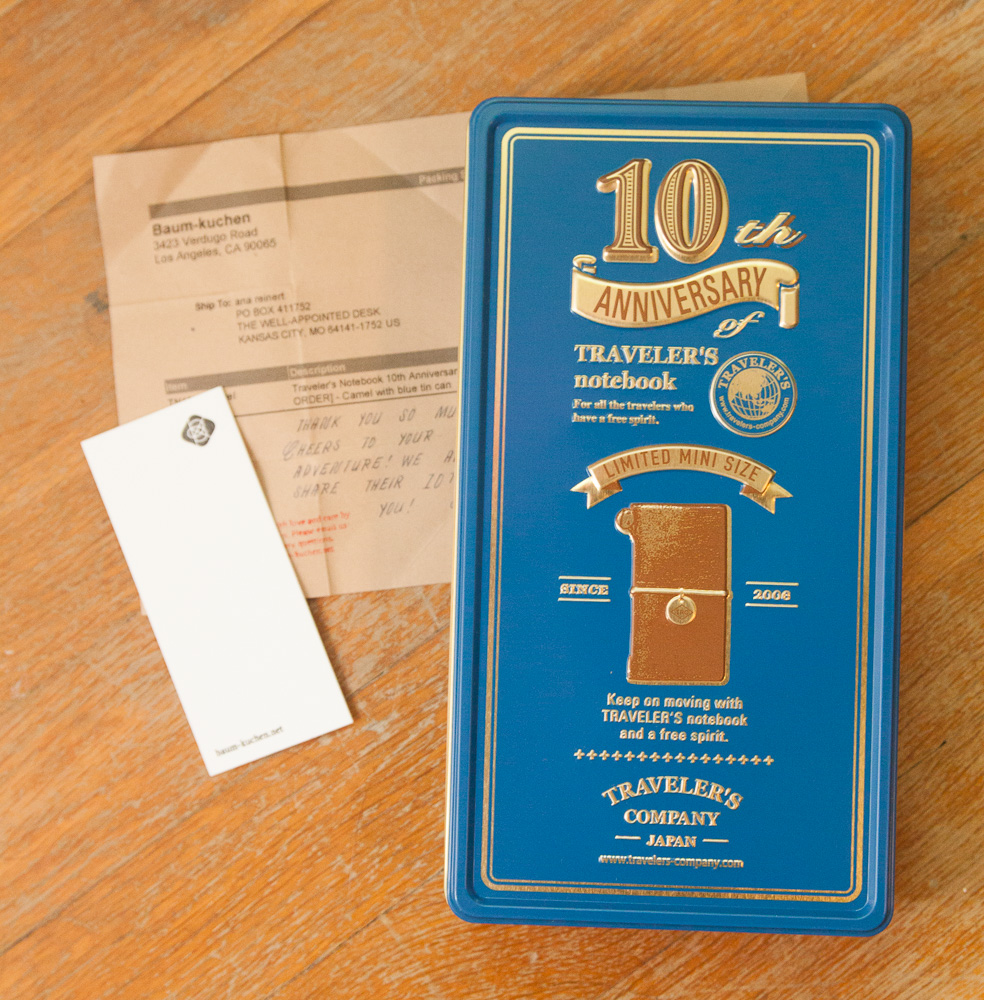 Packing
Baum-kuchen
3423 Verdugo Road
Los Angeles, CA 90065
Ship To: ana reinert
PO BOX 411752
THE WELL-APPOINTED DESK
KANSAS CITY, MO 64141-1752 US
Item Description
Traveler's Notebook 10th Anniversar
ORDER] - Camel with blue tin can
THANK YOU SO MU
CHEERS TO YOUR
ADVENTURE! WE
SHARE THEIR
YOU!
baum-kuchen.net
10th
ANNIVERSARY
of
TRAVELER'S
notebook
For all the travelers who
have a free spirit.
TRAVELER'S
www.travelers-company.com
LIMITED MINI SIZE
SINCE 2006
Keep on moving with
TRAVELER'S notebook
and a free spirit.
TRAVELER'S
COMPANY
JAPAN
www.travelers-company.com